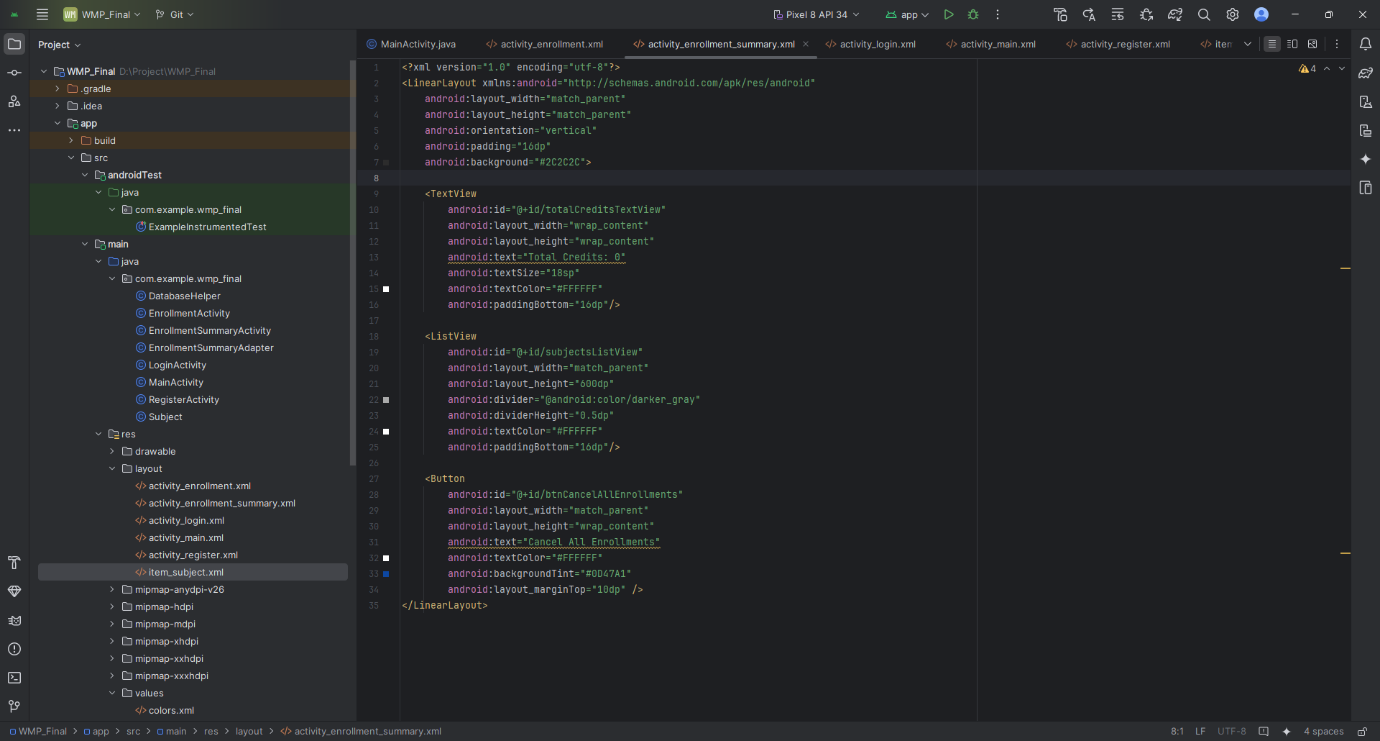 WM WMP_Final Git Pixel 8 API 34 app
Project
MainActivity.java activity_enrollment.xml activity_enrollment_summary.xml activity_login.xml activity_main.xml activity_register.xml iten
WMP_Final D:\Project\WMP_Final
.gradle
.idea
app
build
src
androidTest
java
com.example.wmp_final
ExampleInstrumentedTest
main
java
com.example.wmp_final
DatabaseHelper
EnrollmentActivity
EnrollmentSummaryActivity
EnrollmentSummaryAdapter
LoginActivity
MainActivity
RegisterActivity
Subject
res
drawable
layout
activity_enrollment.xml
activity_enrollment_summary.xml
activity_login.xml
activity_main.xml
activity_register.xml
item_subject.xml
mipmap-anydpi-v26
mipmap-hdpi
mipmap-mdpi
mipmap-xhdpi
mipmap-xxhdpi
mipmap-xxxhdpi
values
colors.xml
4
1 <?xml version="1.0" encoding="utf-8"?>
2 <LinearLayout xmlns:android="http://schemas.android.com/apk/res/android"
3 android:layout_width="match_parent"
4 android:layout_height="match_parent"
5 android:orientation="vertical"
6 android:padding="16dp"
7 android:background="#2C2C2C">
8
9 <TextView
10 android:id="@+id/totalCreditsTextView"
11 android:layout_width="wrap_content"
12 android:layout_height="wrap_content"
13 android:text="Total Credits: 0"
14 android:textSize="18sp"
15 android:textColor="#FFFFFF"
16 android:paddingBottom="16dp"/>
17
18 <ListView
19 android:id="@+id/subjectsListView"
20 android:layout_width="match_parent"
21 android:layout_height="600dp"
22 android:divider="@android:color/darker_gray"
23 android:dividerHeight="0.5dp"
24 android:textColor="#FFFFFF"
25 android:paddingBottom="16dp"/>
26
27 <Button
28 android:id="@+id/btnCancelAllEnrollments"
29 android:layout_width="match_parent"
30 android:layout_height="wrap_content"
31 android:text="Cancel All Enrollments"
32 android:textColor="#FFFFFF"
33 android:backgroundTint="#0D47A1"
34 android:layout_marginTop="10dp" />
35 </LinearLayout>
WMP_Final > app > src > main > res > layout > activity_enrollment_summary.xml 8:1 LF UTF-8 4 spaces